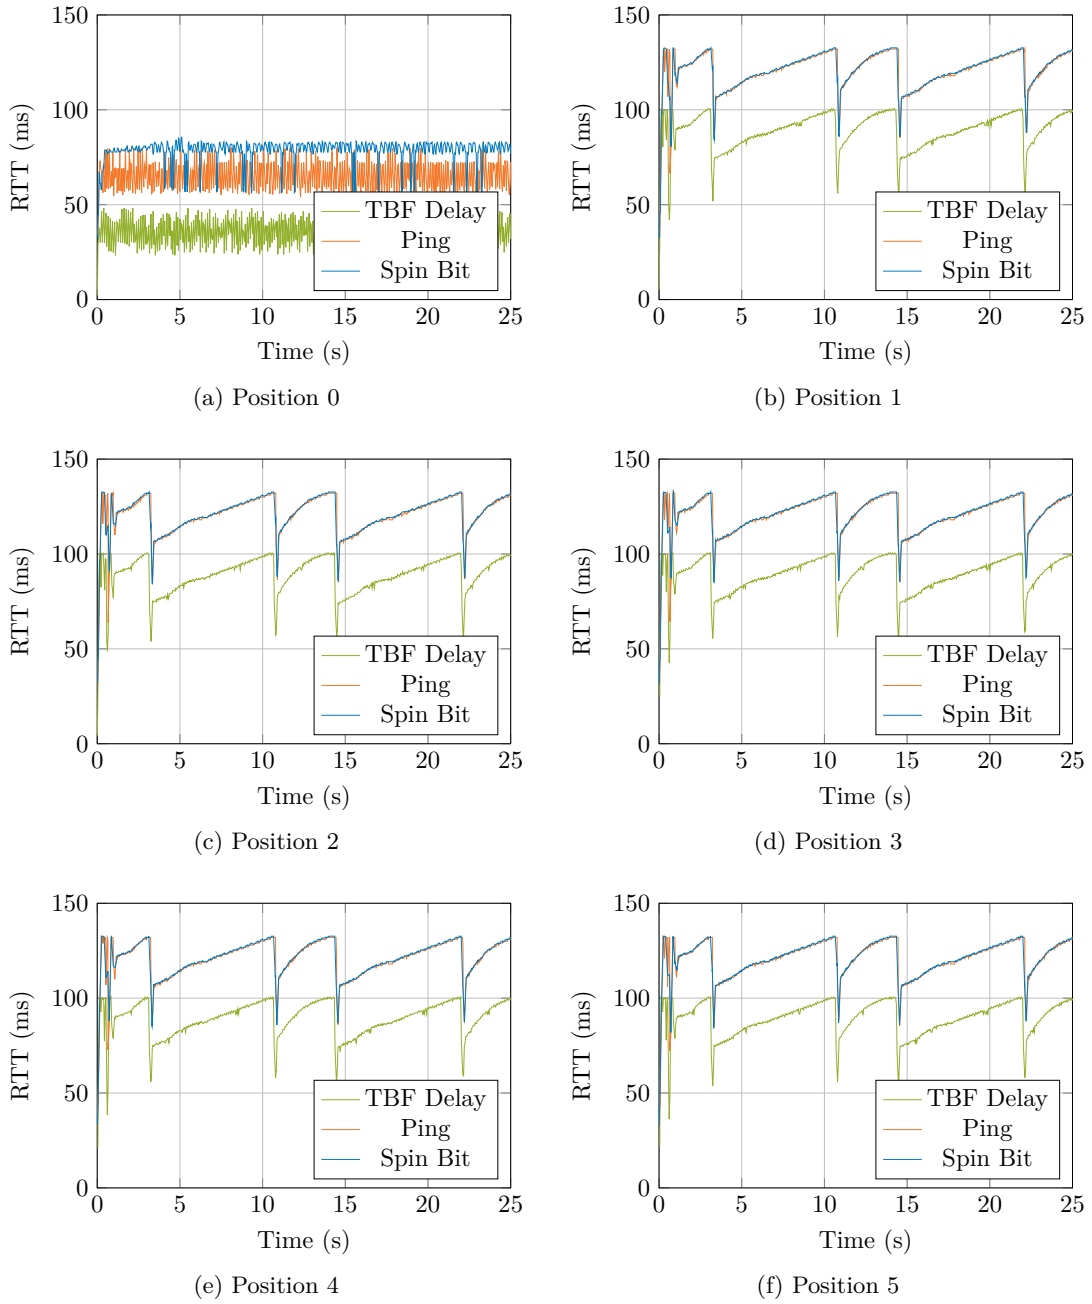 150
100
50
0
RTT (ms)
TBF Delay
Ping
Spin Bit
0 5 10 15 20 25
Time (s)
(a) Position 0
150
100
50
0
RTT (ms)
TBF Delay
Ping
Spin Bit
0 5 10 15 20 25
Time (s)
(b) Position 1
150
100
50
0
RTT (ms)
TBF Delay
Ping
Spin Bit
0 5 10 15 20 25
Time (s)
(c) Position 2
150
100
50
0
RTT (ms)
TBF Delay
Ping
Spin Bit
0 5 10 15 20 25
Time (s)
(d) Position 3
150
100
50
0
RTT (ms)
TBF Delay
Ping
Spin Bit
0 5 10 15 20 25
Time (s)
(e) Position 4
150
100
50
0
RTT (ms)
TBF Delay
Ping
Spin Bit
0 5 10 15 20 25
Time (s)
(f) Position 5